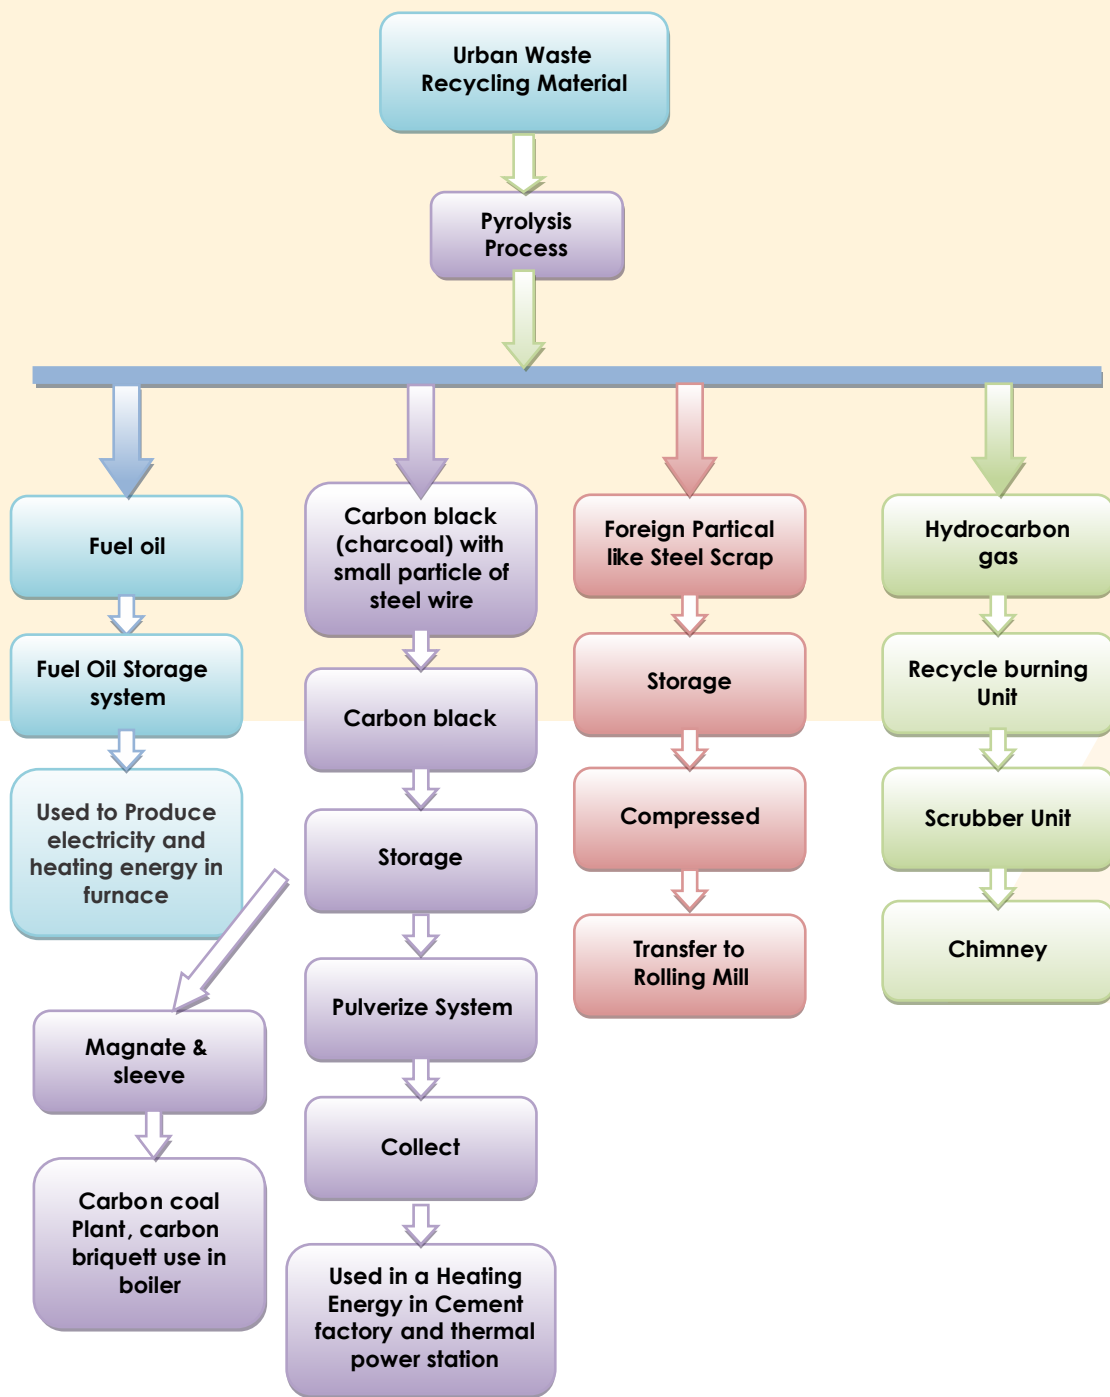 Urban Waste
Recycling Material
Pyrolysis
Process
Fuel oil
Fuel Oil Storage
system
Used to Produce
electricity and
heating energy in
furnace
Carbon black
(charcoal) with
small particle of
steel wire
Carbon black
Storage
Pulverize System
Collect
Used in a Heating
Energy in Cement
factory and thermal
power station
Magnate &
sleeve
Carbon coal
Plant, carbon
briquett use in
boiler
Foreign Partical
like Steel Scrap
Storage
Compressed
Transfer to
Rolling Mill
Hydrocarbon
gas
Recycle burning
Unit
Scrubber Unit
Chimney